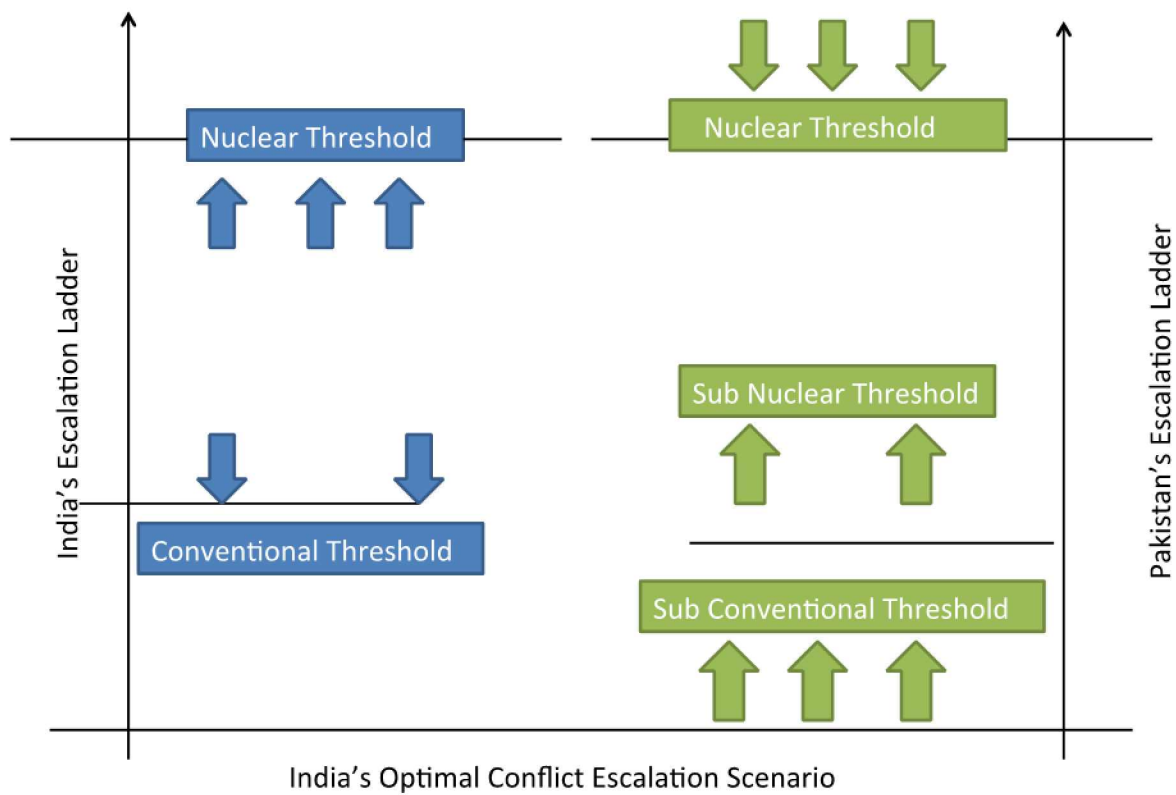 Nuclear Threshold
Nuclear Threshold
India's Escalation Ladder
Pakistan's Escalation Ladder
Sub Nuclear Threshold
Conventional Threshold
Sub Conventional Threshold
India's Optimal Conflict Escalation Scenario